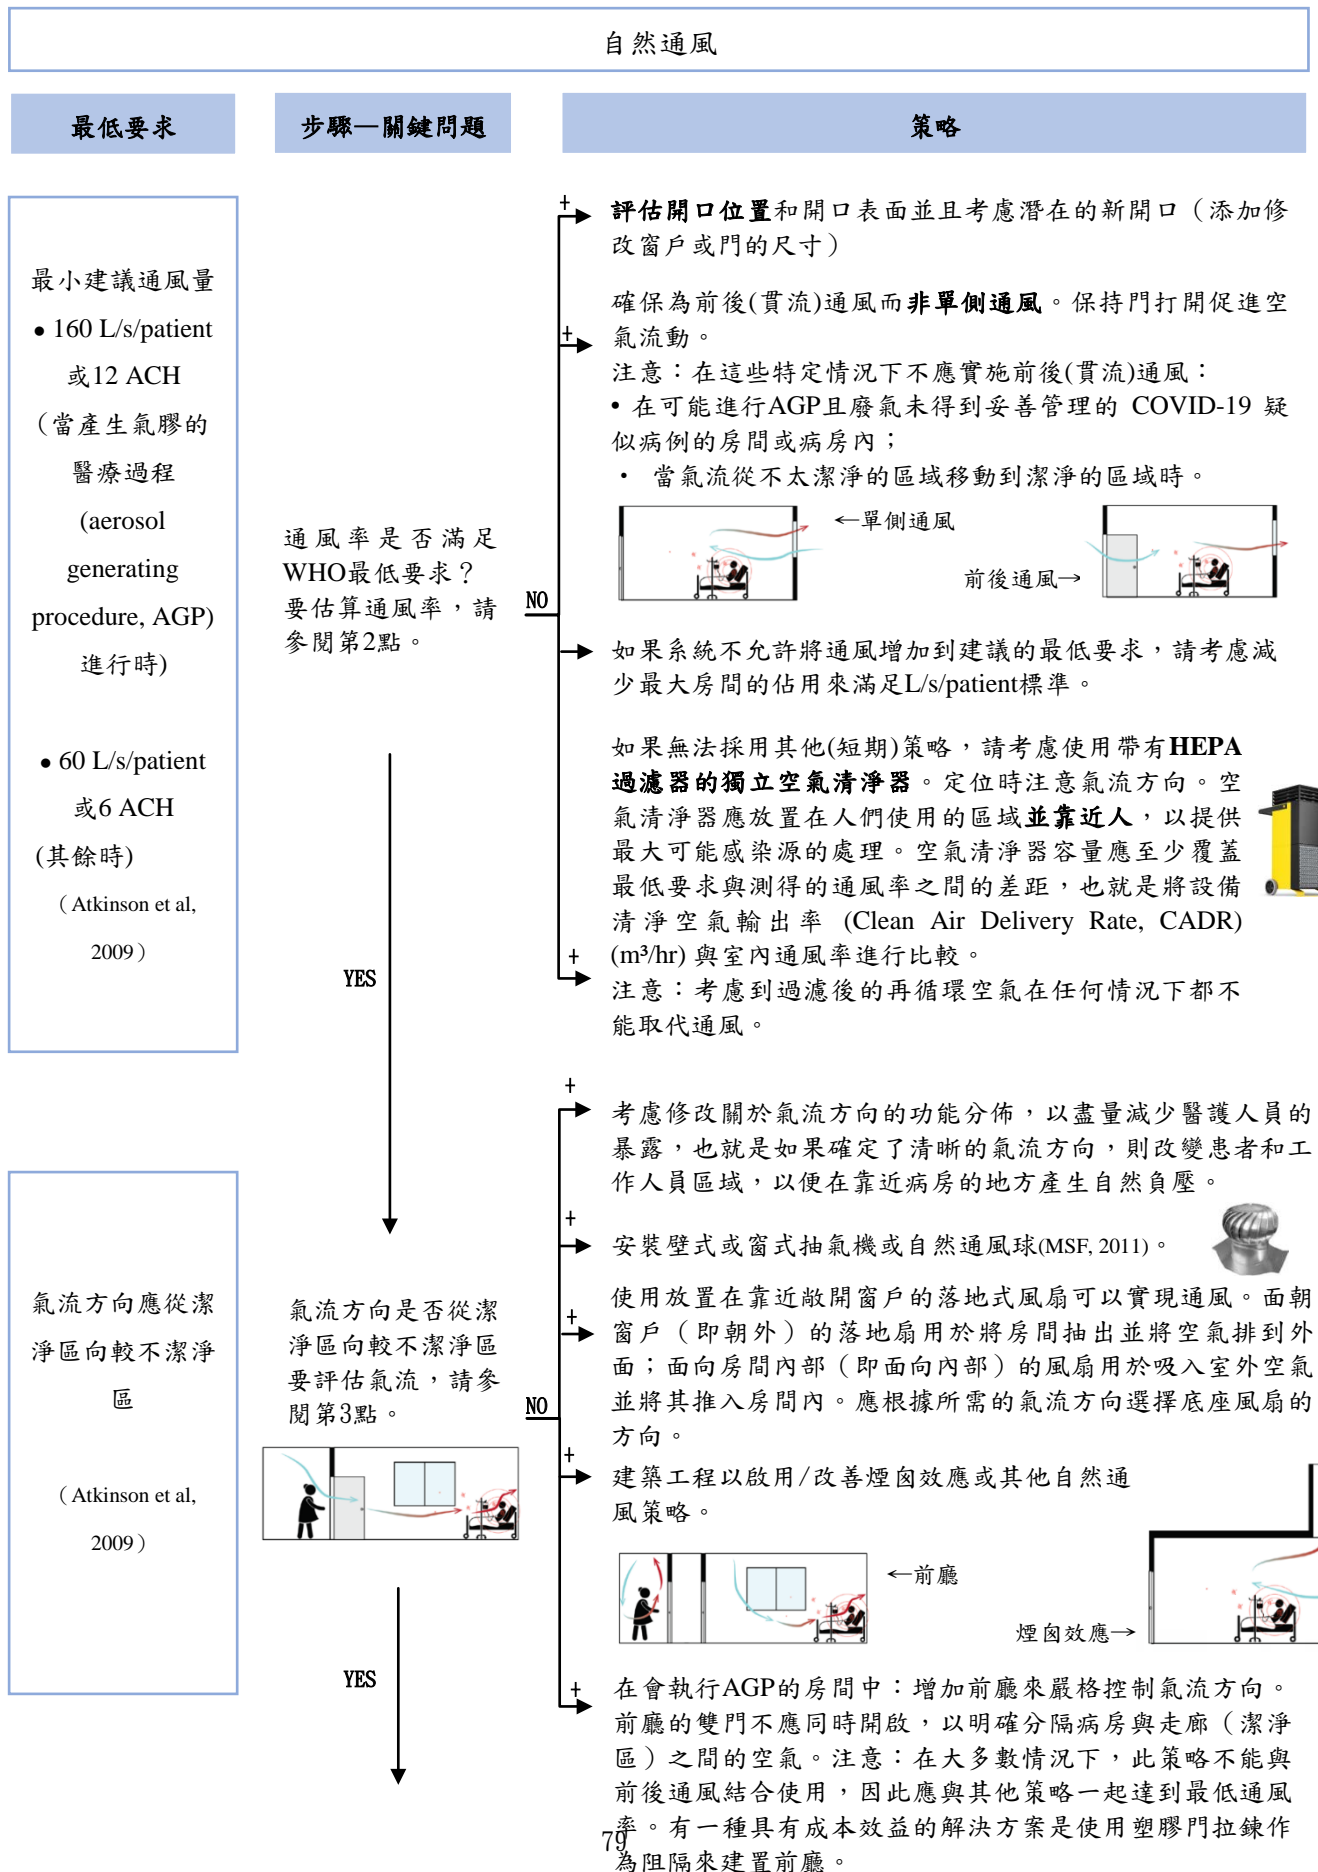 自然通風
最低要求
步驟—關鍵問題
策略
最小建議通風量
● 160 L/s/patient
或12 ACH
（當產生氣膠的
醫療過程
(aerosol
generating
procedure, AGP)
進行時)
● 60 L/s/patient
或6 ACH
(其餘時)
（Atkinson et al,
2009）
通風率是否滿足
WHO最低要求？
要估算通風率，請
參閱第2點。
NO
YES
+
評估開口位置和開口表面並且考慮潛在的新開口（添加修
改窗戶或門的尺寸）
+
確保為前後(貫流)通風而非單側通風。保持門打開促進空
氣流動。
注意：在這些特定情況下不應實施前後(貫流)通風：
• 在可能進行AGP且廢氣未得到妥善管理的 COVID-19 疑
似病例的房間或病房內；
• 當氣流從不太潔淨的區域移動到潔淨的區域時。
←單側通風
前後通風→
如果系統不允許將通風增加到建議的最低要求，請考慮減
少最大房間的佔用來滿足L/s/patient標準。
+
如果無法採用其他(短期)策略，請考慮使用帶有HEPA
過濾器的獨立空氣清淨器。定位時注意氣流方向。空
氣清淨器應放置在人們使用的區域並靠近人，以提供
最大可能感染源的處理。空氣清淨器容量應至少覆蓋
最低要求與測得的通風率之間的差距，也就是將設備
清淨空氣輸出率 (Clean Air Delivery Rate, CADR)
(m³/hr) 與室內通風率進行比較。
注意：考慮到過濾後的再循環空氣在任何情況下都不
能取代通風。
氣流方向應從潔
淨區向較不潔淨
區
（Atkinson et al,
2009）
氣流方向是否從潔
淨區向較不潔淨區
要評估氣流，請參
閱第3點。
NO
YES
+
考慮修改關於氣流方向的功能分佈，以盡量減少醫護人員的
暴露，也就是如果確定了清晰的氣流方向，則改變患者和工
作人員區域，以便在靠近病房的地方產生自然負壓。
+
安裝壁式或窗式抽氣機或自然通風球(MSF, 2011)。
+
使用放置在靠近敞開窗戶的落地式風扇可以實現通風。面朝
窗戶（即朝外）的落地扇用於將房間抽出並將空氣排到外
面；面向房間內部（即面向內部）的風扇用於吸入室外空氣
並將其推入房間內。應根據所需的氣流方向選擇底座風扇的
方向。
+
建築工程以啟用/改善煙囪效應或其他自然通
風策略。
←前廳
煙囪效應→
+
在會執行AGP的房間中：增加前廳來嚴格控制氣流方向。
前廳的雙門不應同時開啟，以明確分隔病房與走廊（潔淨
區）之間的空氣。注意：在大多數情況下，此策略不能與
前後通風結合使用，因此應與其他策略一起達到最低通風
率。有一種具有成本效益的解決方案是使用塑膠門拉鍊作
為阻隔來建置前廳。
79